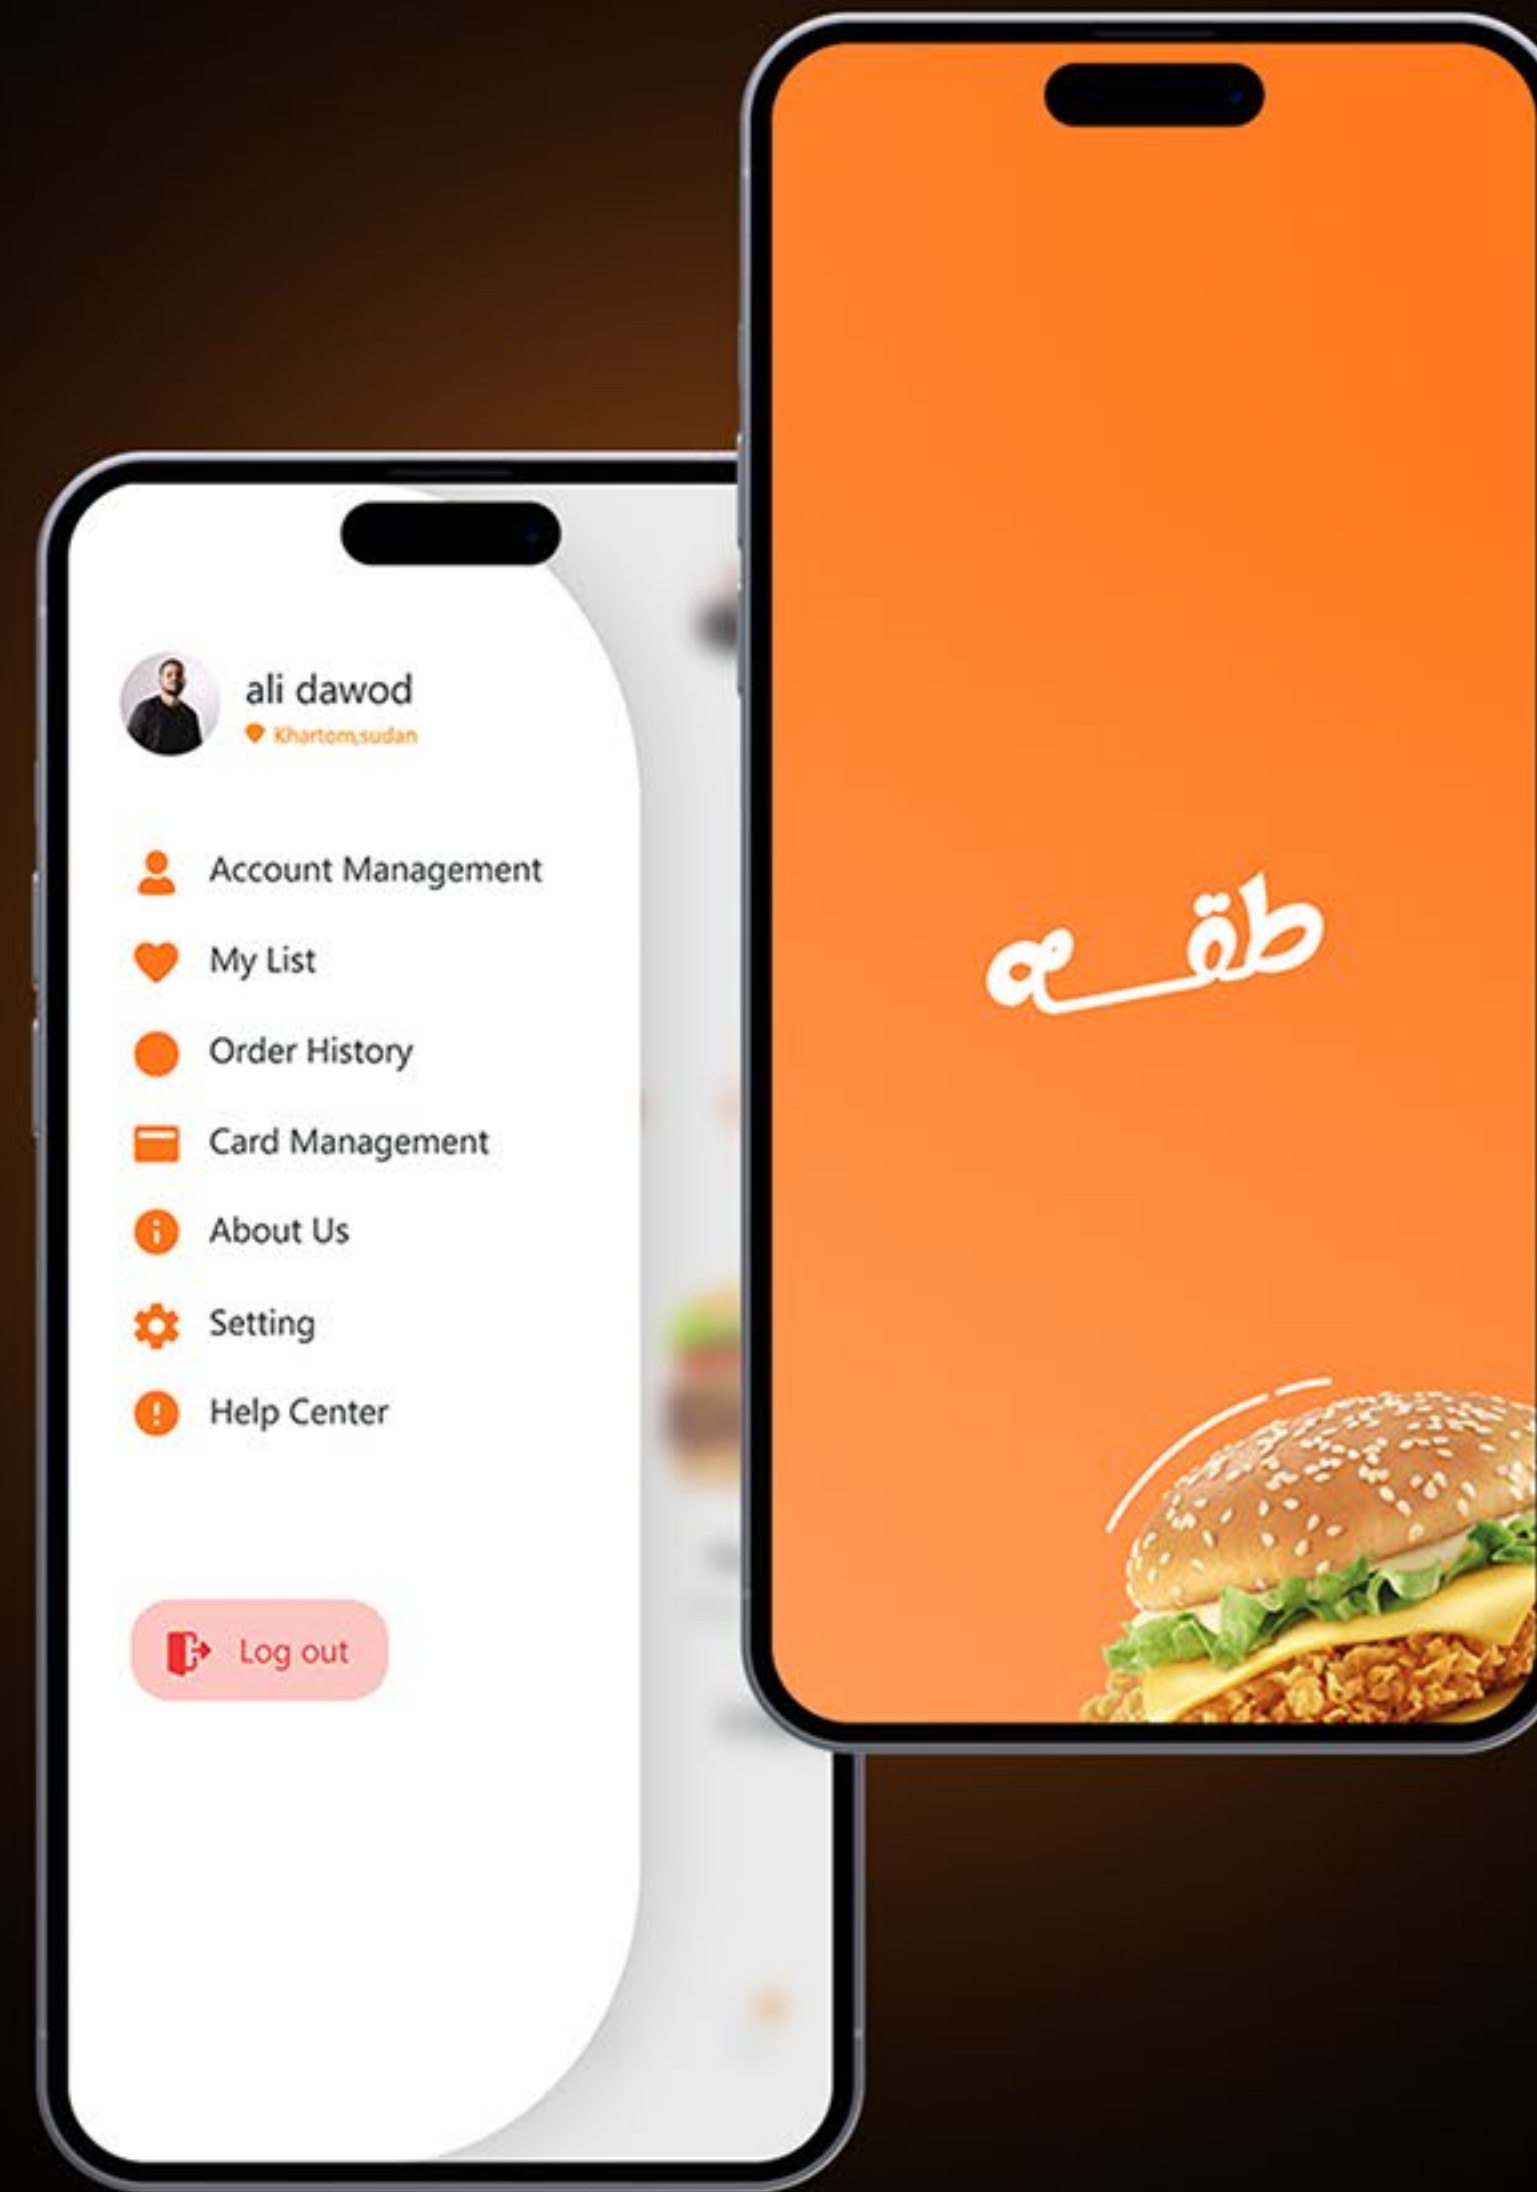 ali dawod
Khartom,sudan
Account Management
My List
Order History
Card Management
About Us
Setting
Help Center
Log out
طقه